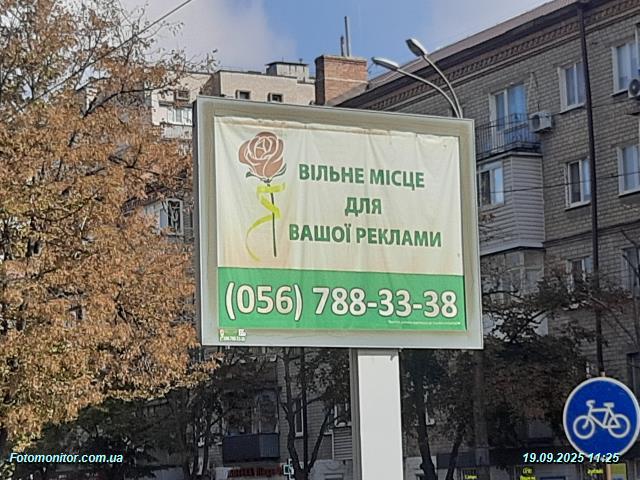 ВІЛЬНЕ МІСЦЕ
ДЛЯ
ВАШОЇ РЕКЛАМИ
(056) 788-33-38
Fotomonitor.com.ua
19.09.2025 11:25